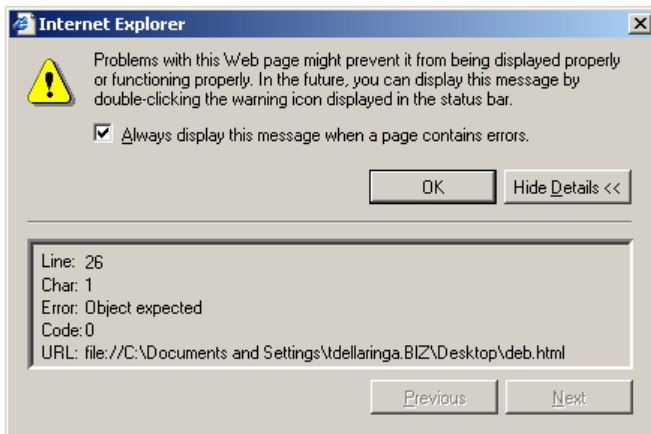 Internet Explorer
Problems with this Web page might prevent it from being displayed properly
or functioning properly. In the future, you can display this message by
double-clicking the warning icon displayed in the status bar.
Always display this message when a page contains errors.
OK
Hide Details <<
Line: 26
Char: 1
Error: Object expected
Code: 0
URL: file://C:\Documents and Settings\tdellaringa.BIZ\Desktop\deb.html
Previous
Next